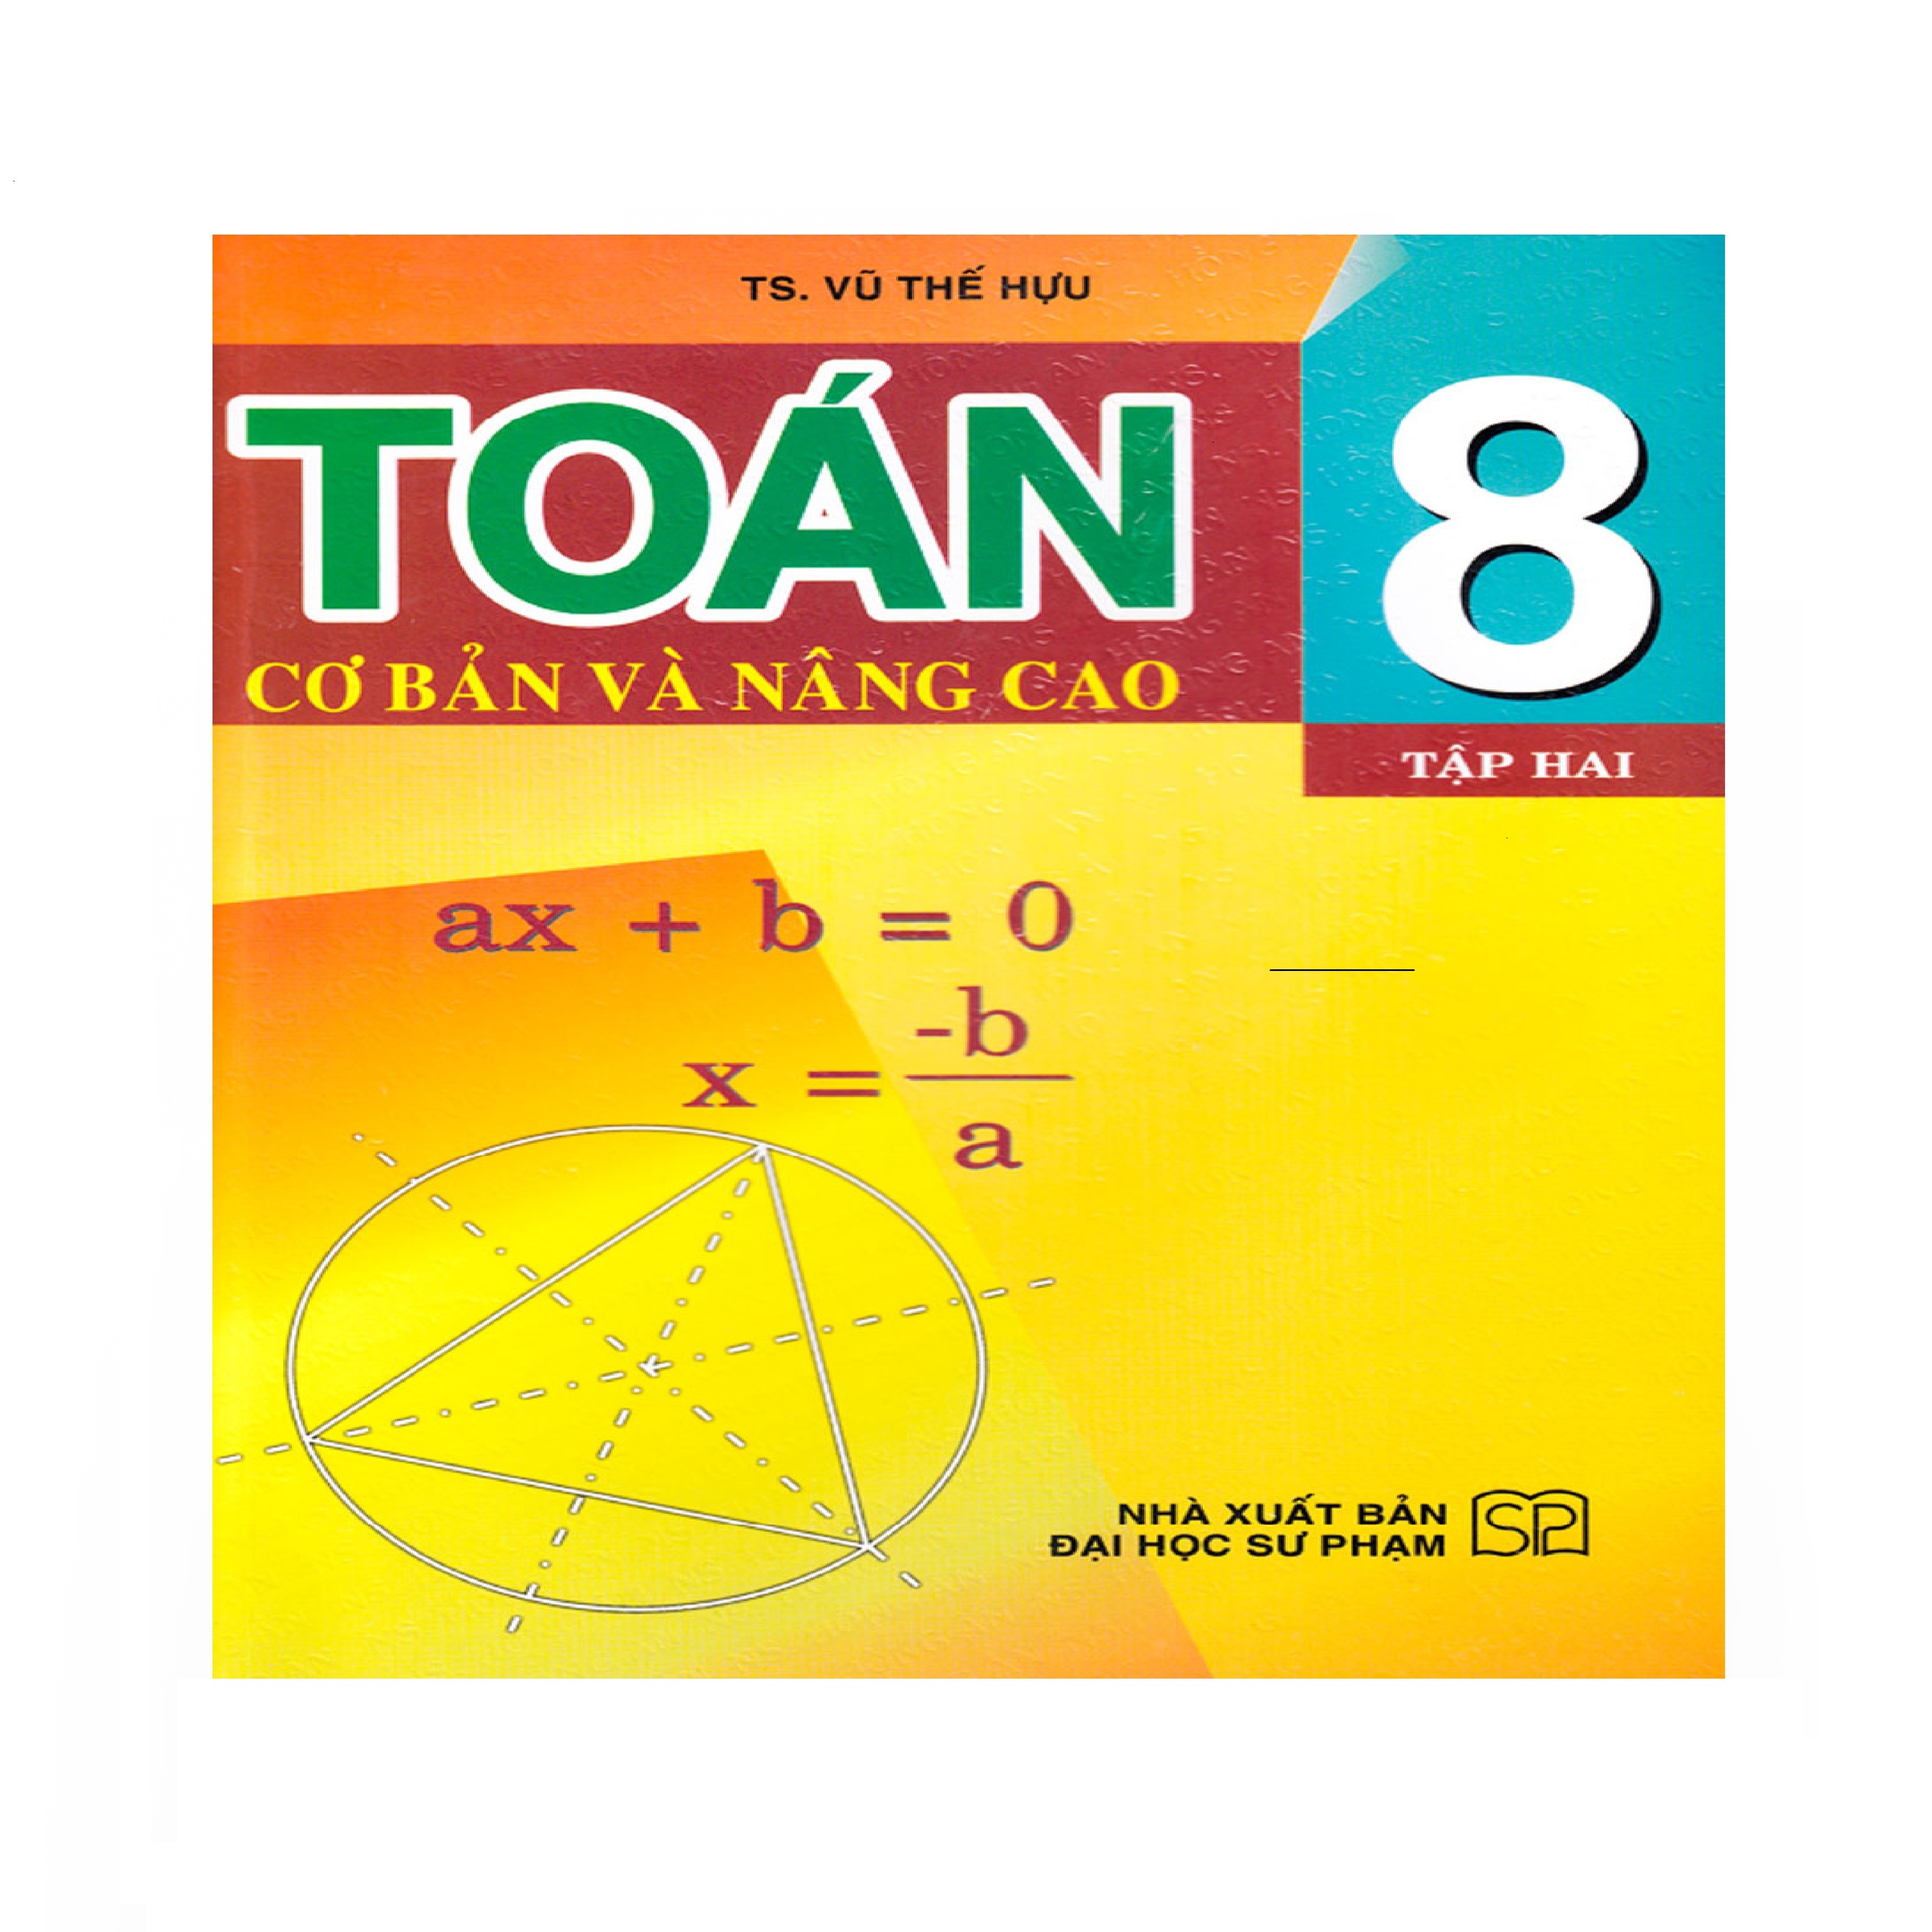 TS. VŨ THẾ HỰU
TOÁN 8
CƠ BẢN VÀ NÂNG CAO
TẬP HAI
ax + b = 0
x = -b
a
NHÀ XUẤT BẢN
ĐẠI HỌC SƯ PHẠM
SP